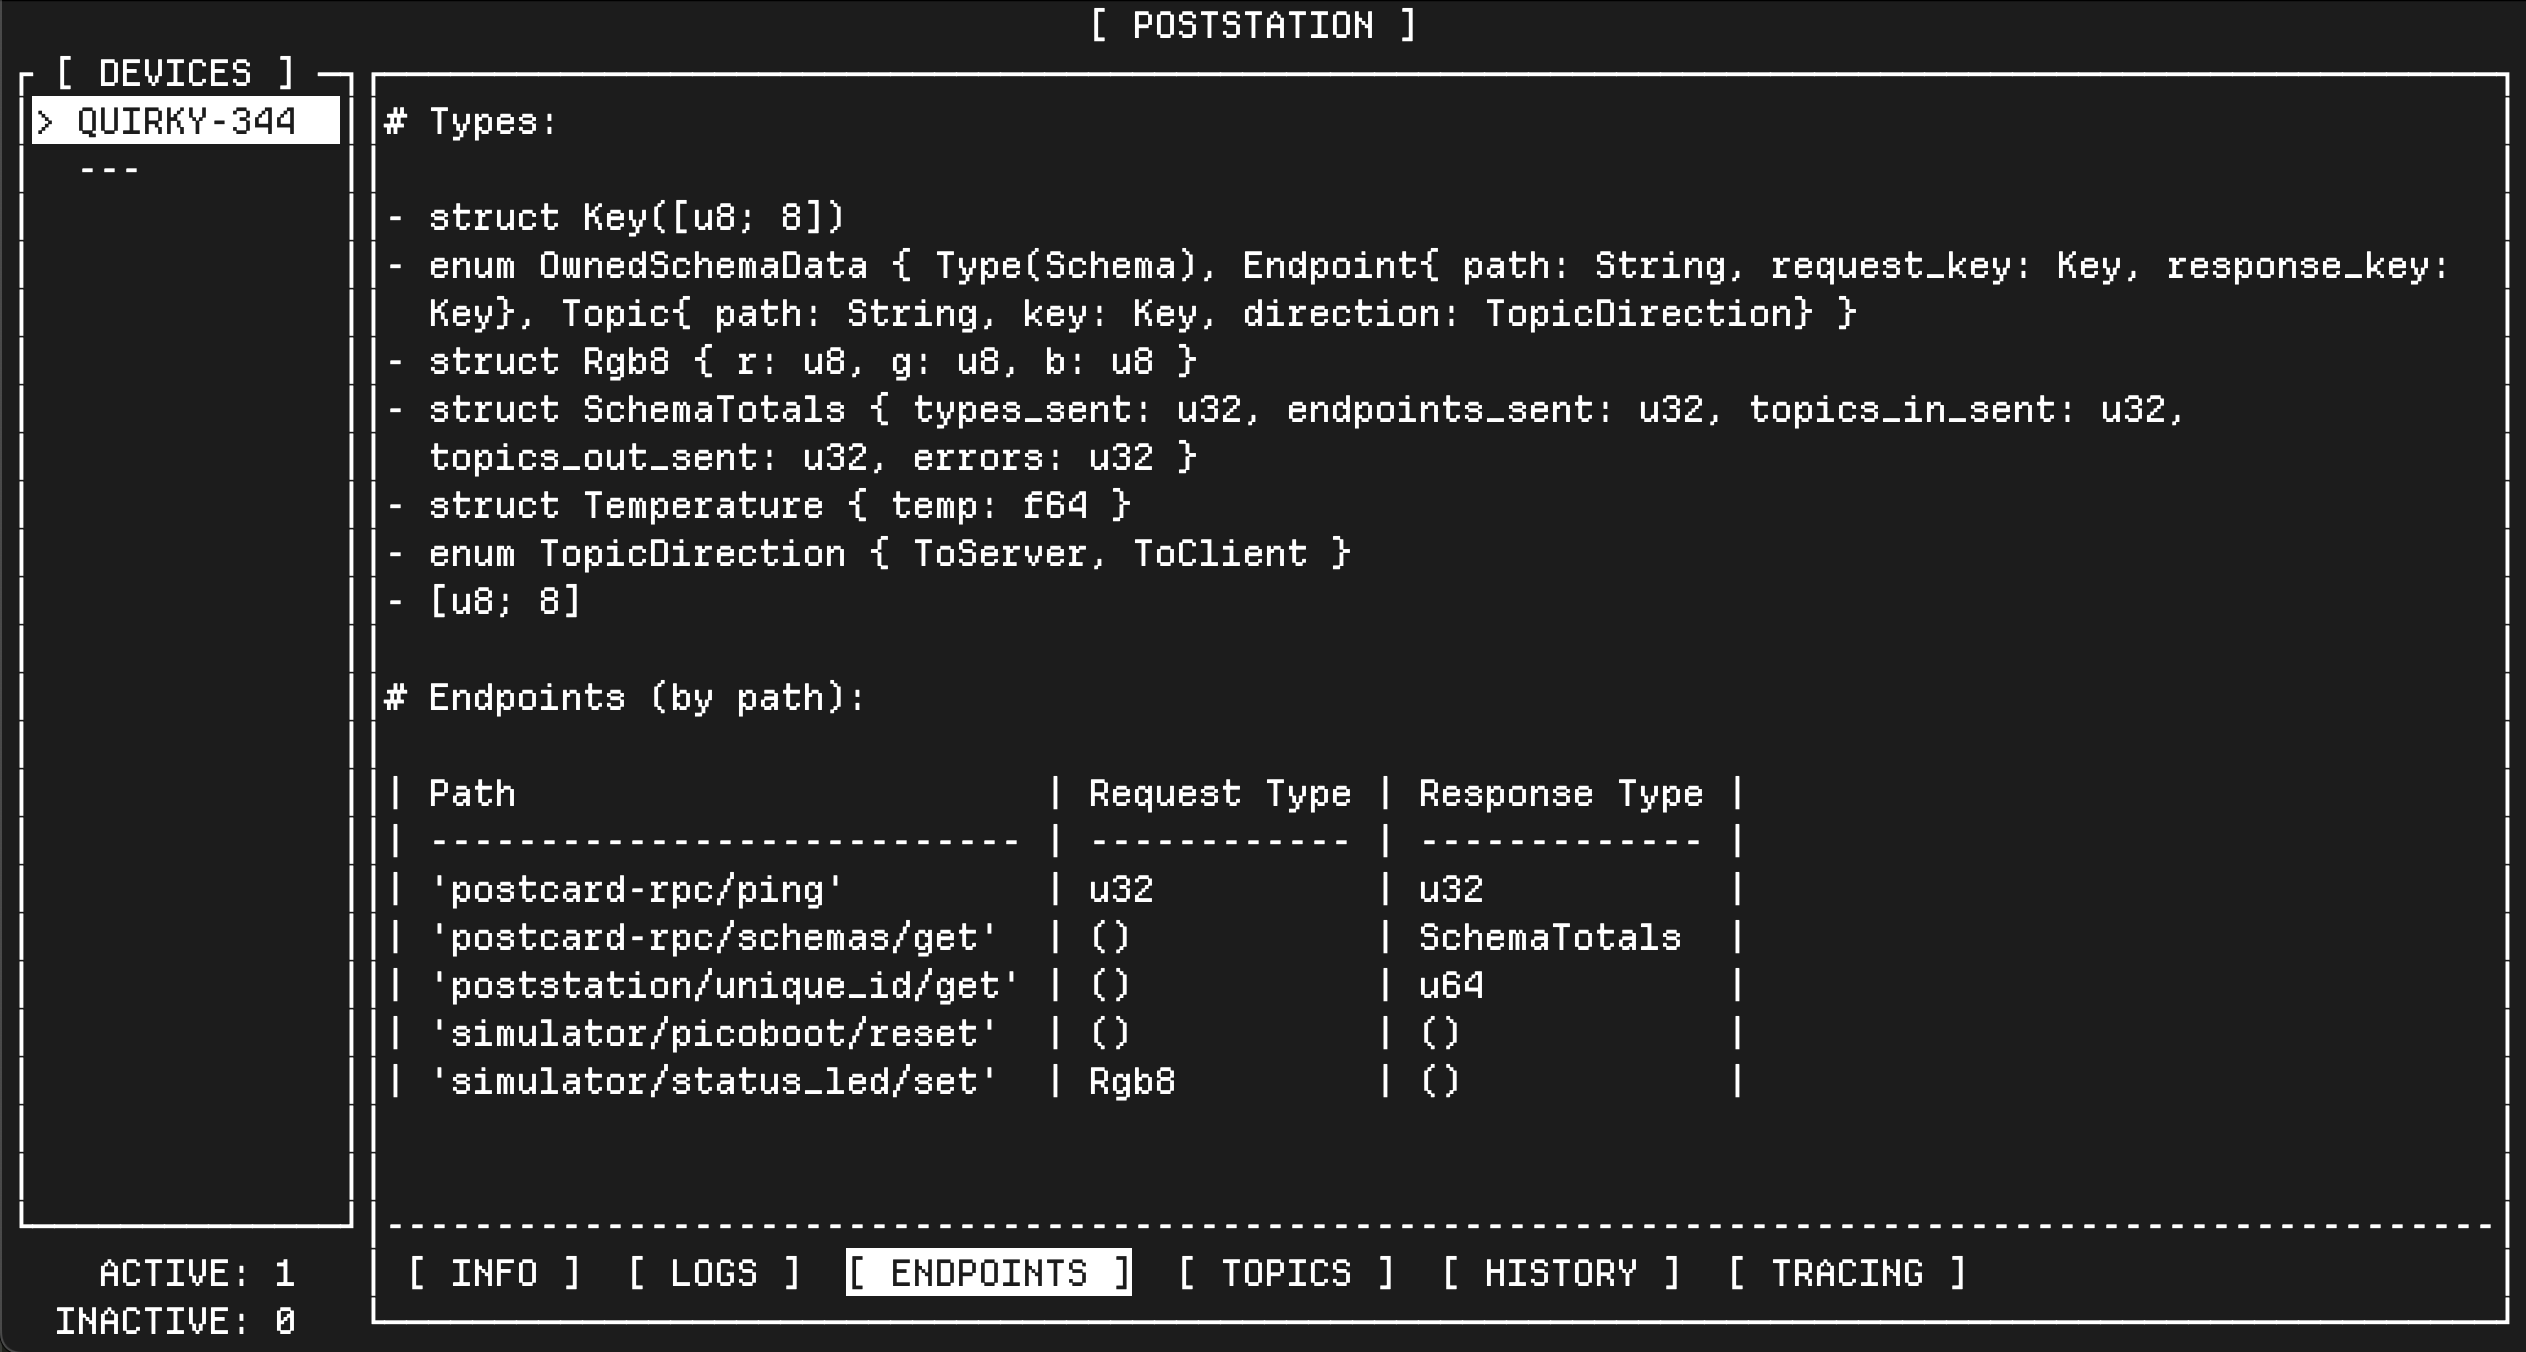 [ POSTSTATION ]
[ DEVICES ]
> QUIRKY-344
---
# Types:
- struct Key([u8; 8])
- enum OwnedSchemaData { Type(Schema), Endpoint{ path: String, request_key: Key, response_key:
Key}, Topic{ path: String, key: Key, direction: TopicDirection} }
- struct Rgb8 { r: u8, g: u8, b: u8 }
- struct SchemaTotals { types_sent: u32, endpoints_sent: u32, topics_in_sent: u32,
topics_out_sent: u32, errors: u32 }
- struct Temperature { temp: f64 }
- enum TopicDirection { ToServer, ToClient }
- [u8; 8]
# Endpoints (by path):
| Path                        | Request Type | Response Type |
| --------------------------- | ------------ | ------------- |
| 'postcard-rpc/ping'         | u32          | u32           |
| 'postcard-rpc/schemas/get'  | ()           | SchemaTotals  |
| 'poststation/unique_id/get' | ()           | u64           |
| 'simulator/picoboot/reset'  | ()           | ()            |
| 'simulator/status_led/set'  | Rgb8         | ()            |
[ INFO ] [ LOGS ] [ ENDPOINTS ] [ TOPICS ] [ HISTORY ] [ TRACING ]
ACTIVE: 1
INACTIVE: 0